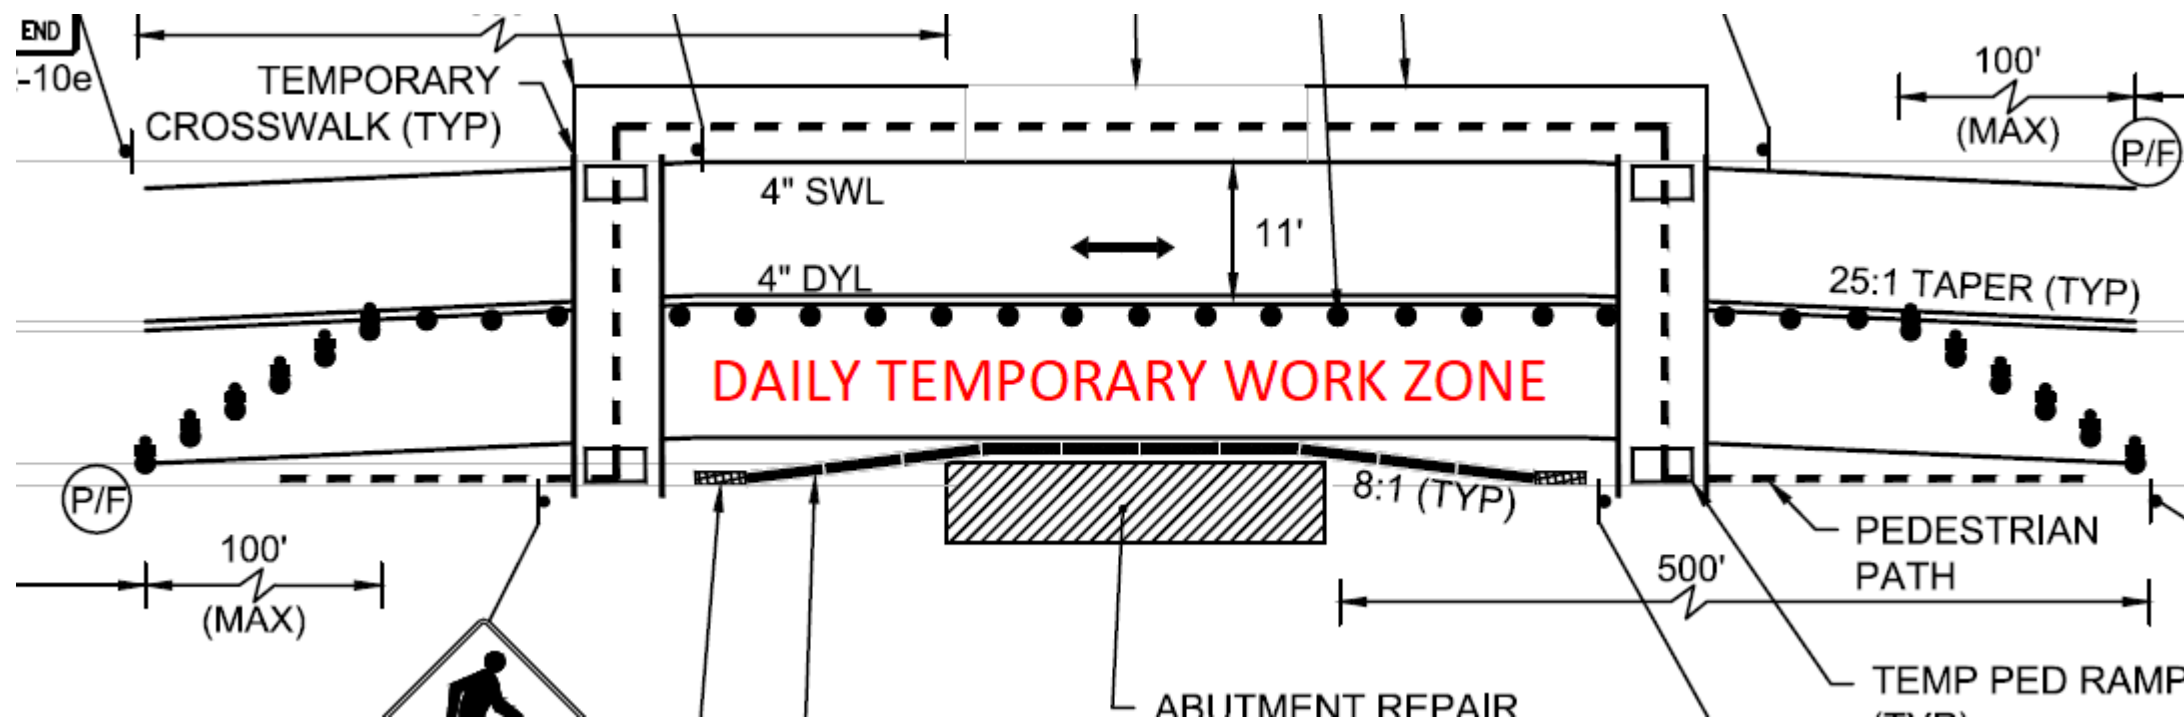 END
-10e
TEMPORARY
CROSSWALK (TYP)
100'
(MAX)
P/F
4" SWL
11'
4" DYL
25:1 TAPER (TYP)
DAILY TEMPORARY WORK ZONE
P/F
8:1 (TYP)
PEDESTRIAN
PATH
100'
(MAX)
500'
TEMP PED RAMP
ABUTMENT REPAIR
(TYP)